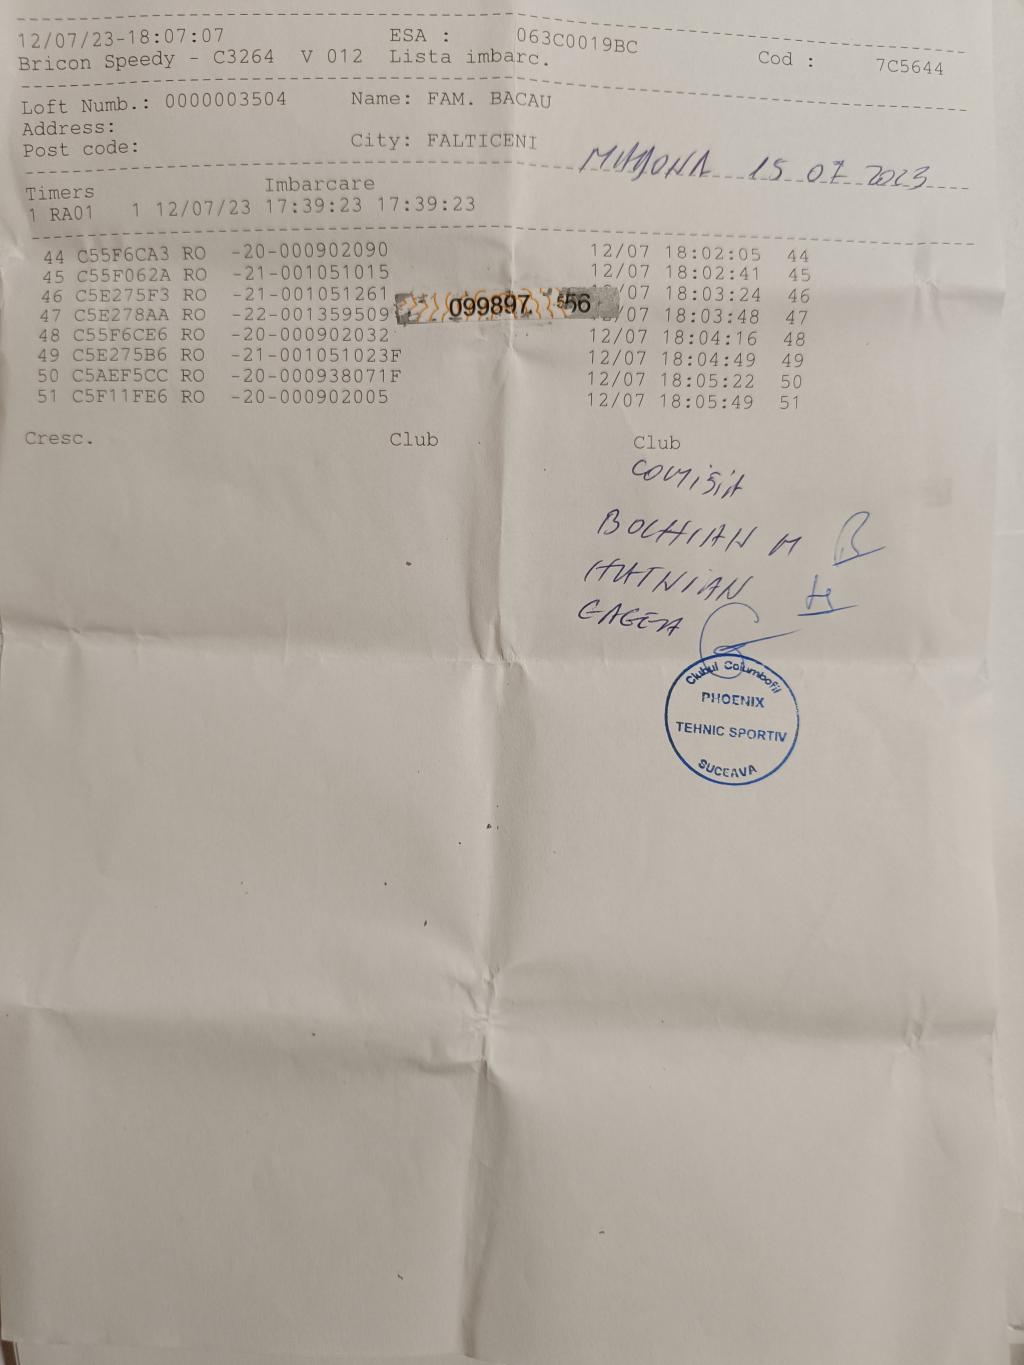 12/07/23-18:07:07 ESA : 063C0019BC
Bricon Speedy - C3264 V 012 Lista imbarc. Cod : 7C5644
Loft Numb.: 0000003504 Name: FAM. BACAU
Address:
Post code: City: FALTICENI
15.07.2023
Timers Imbarcare
1 RA01 1 12/07/23 17:39:23 17:39:23
44 C55F6CA3 RO -20-000902090 12/07 18:02:05 44
45 C55F062A RO -21-001051015 12/07 18:02:41 45
46 C5E275F3 RO -21-001051261 /07 18:03:24 46
099897 556
47 C5E278AA RO -22-001359509 /07 18:03:48 47
48 C55F6CE6 RO -20-000902032 12/07 18:04:16 48
49 C5E275B6 RO -21-001051023F 12/07 18:04:49 49
50 C5AEF5CC RO -20-000938071F 12/07 18:05:22 50
51 C5F11FE6 RO -20-000902005 12/07 18:05:49 51
Cresc. Club Club
BOCHIAN M
HUTNIAN
GAGEA
Clubul Columbofil
PHOENIX
TEHNIC SPORTIV
SUCEAVA